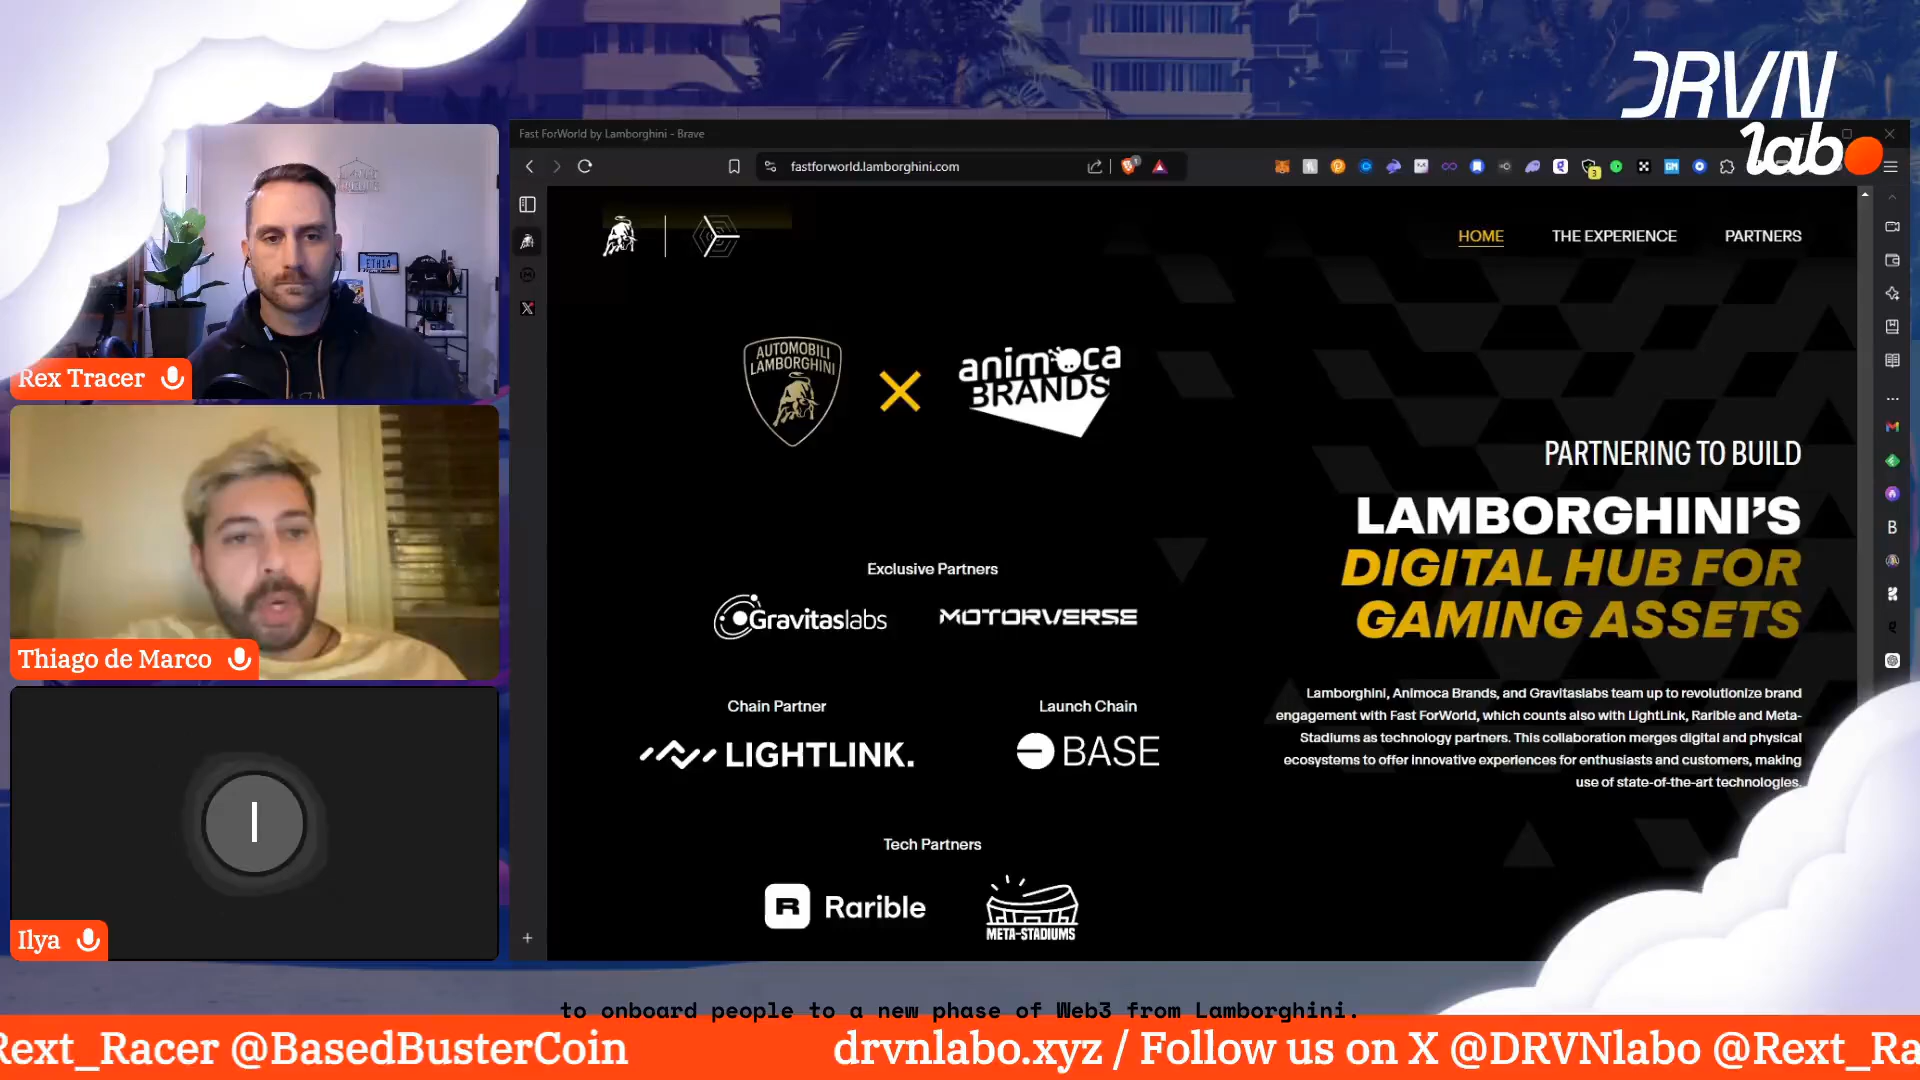 DRVN
labo
Fast ForWorld by Lamborghini - Brave
fastforworld.lamborghini.com
HOME
THE EXPERIENCE
PARTNERS
AUTOMOBILI
LAMBORGHINI
animoca
BRANDS
PARTNERING TO BUILD
LAMBORGHINI'S
DIGITAL HUB FOR
GAMING ASSETS
Exclusive Partners
Gravitaslabs
MOTORVERSE
Chain Partner
Launch Chain
LIGHTLINK.
BASE
Lamborghini, Animoca Brands, and Gravitaslabs team up to revolutionize brand
engagement with Fast ForWorld, which counts also with LightLink, Rarible and Meta-
Stadiums as technology partners. This collaboration merges digital and physical
ecosystems to offer innovative experiences for enthusiasts and customers, making
use of state-of-the-art technologies.
Tech Partners
R Rarible
META-STADIUMS
ETH14
Rex Tracer
Thiago de Marco
I
Ilya
to onboard people to a new phase of Web3 from Lamborghini.
Rext_Racer @BasedBusterCoin drvnlabo.xyz / Follow us on X @DRVNlabo @Rext_Ra